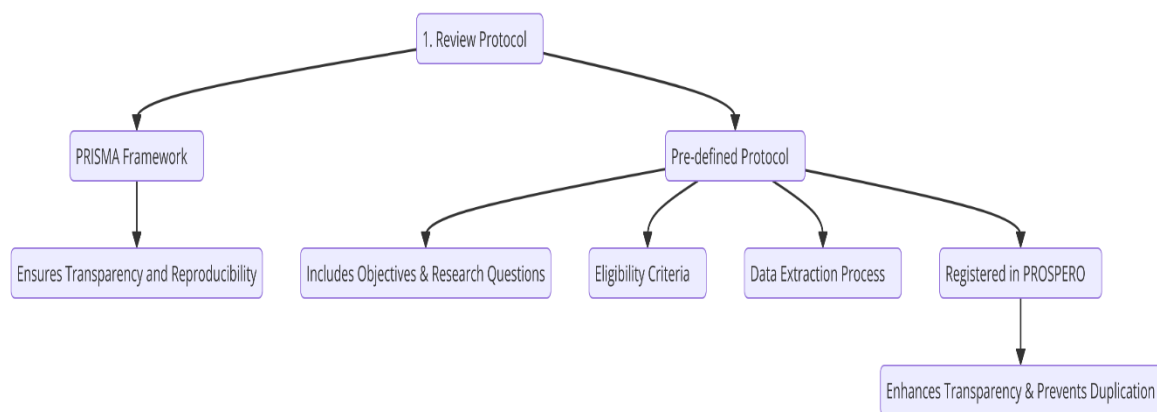 1. Review Protocol
PRISMA Framework
Pre-defined Protocol
Ensures Transparency and Reproducibility
Includes Objectives & Research Questions
Eligibility Criteria
Data Extraction Process
Registered in PROSPERO
Enhances Transparency & Prevents Duplication